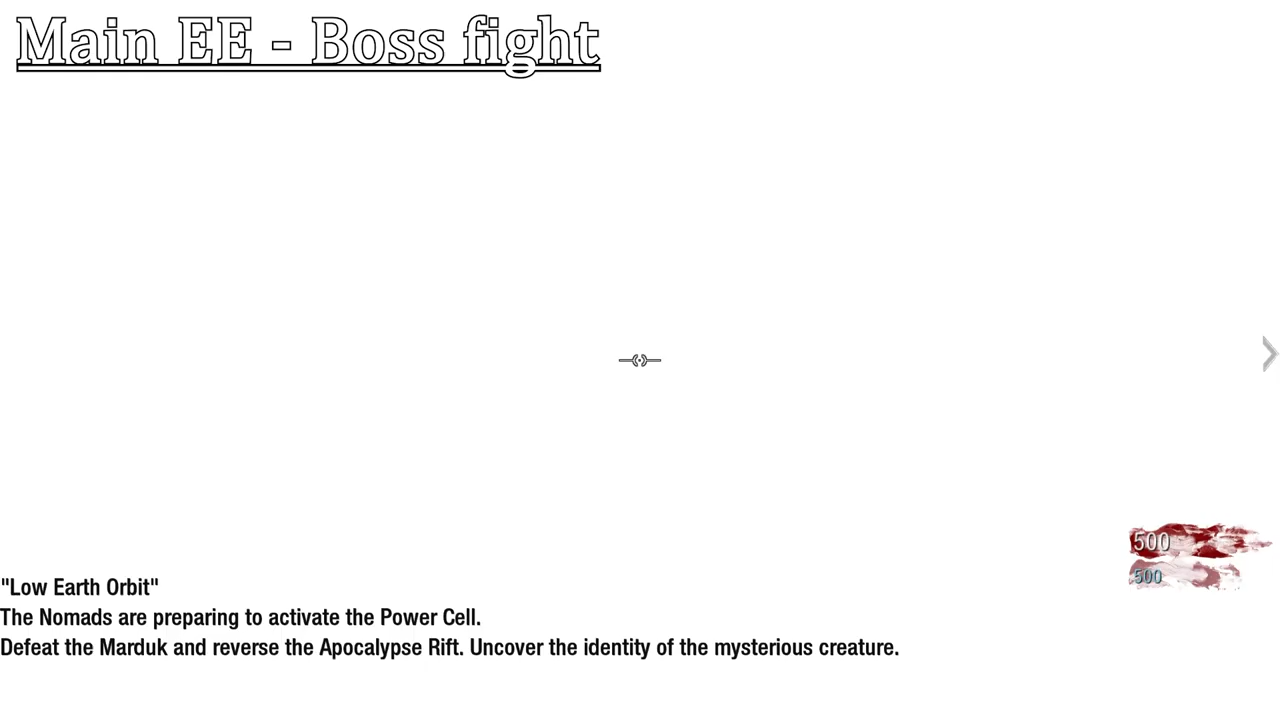 Main EE - Boss fight
500
500
"Low Earth Orbit"
The Nomads are preparing to activate the Power Cell.
Defeat the Marduk and reverse the Apocalypse Rift. Uncover the identity of the mysterious creature.